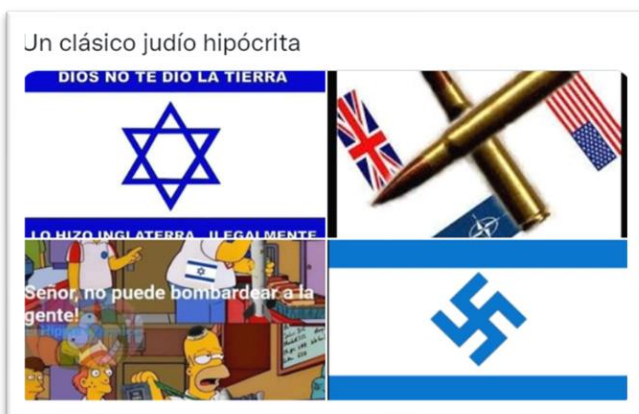 Un clásico judío hipócrita
DIOS NO TE DIO LA TIERRA
LO HIZO INGLATERRA ILEGALMENTE
Señor, no puede bombardear a la
gente!